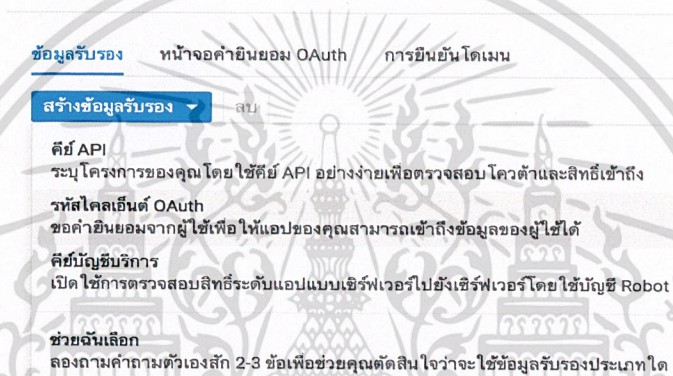 ข้อมูลรับรอง หน้าจอคำยินยอม OAuth การยืนยันโดเมน
สร้างข้อมูลรับรอง ลบ
คีย์ API
ระบุโครงการของคุณโดยใช้คีย์ API อย่างง่ายเพื่อตรวจสอบโควต้าและสิทธิ์เข้าถึง
รหัสไคลเอ็นต์ OAuth
ขอคำยินยอมจากผู้ใช้เพื่อให้แอปของคุณสามารถเข้าถึงข้อมูลของผู้ใช้ได้
คีย์บัญชีบริการ
เปิดใช้การตรวจสอบสิทธิ์ระดับแอปแบบเซิร์ฟเวอร์ไปยังเซิร์ฟเวอร์โดยใช้บัญชี Robot
ช่วยฉันเลือก
ลองถามคำถามตัวเองสัก 2-3 ข้อเพื่อช่วยคุณตัดสินใจว่าจะใช้ข้อมูลรับรองประเภทใด